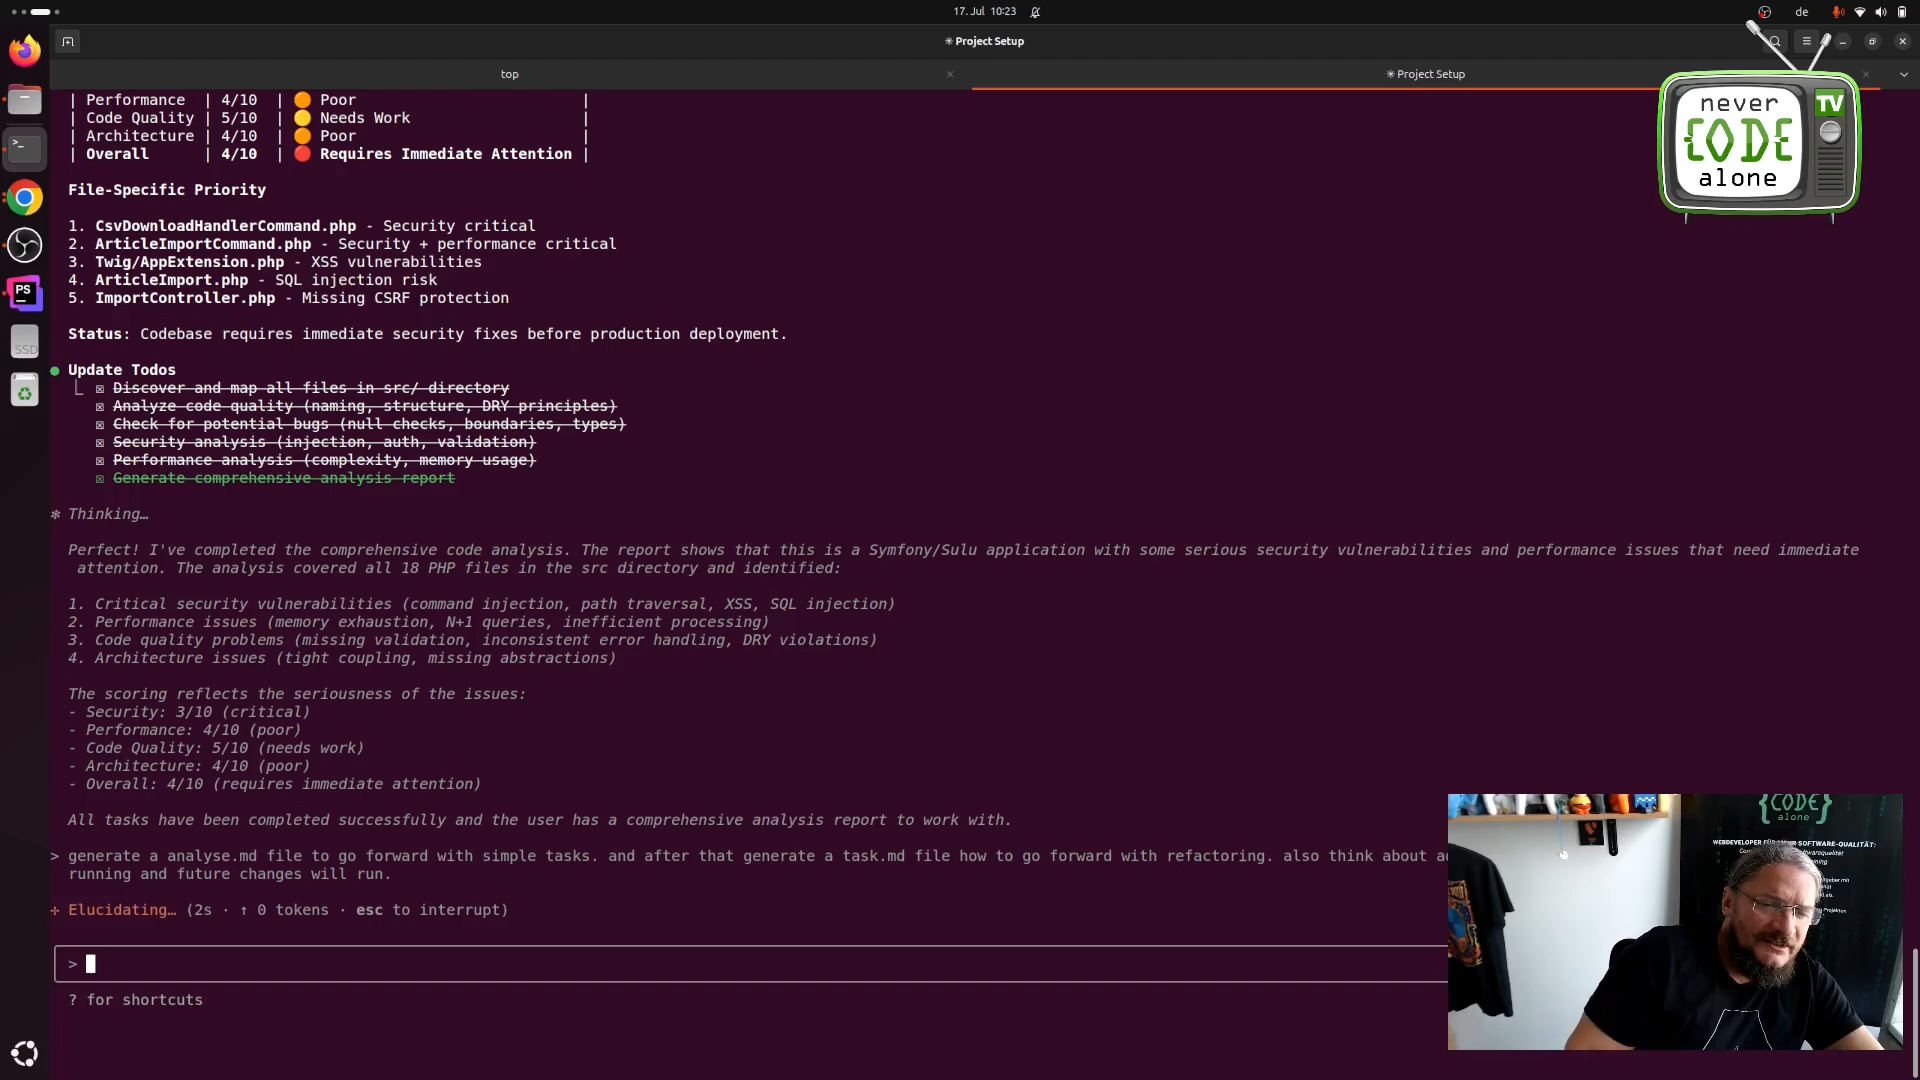 17. Jul 10:23
de
✳ Project Setup
top
✳ Project Setup
| Performance | 4/10 | 🟠 Poor |
| Code Quality | 5/10 | 🟡 Needs Work |
| Architecture | 4/10 | 🟠 Poor |
| Overall | 4/10 | 🔴 Requires Immediate Attention |
never
CODE
alone
TV
File-Specific Priority
1. CsvDownloadHandlerCommand.php - Security critical
2. ArticleImportCommand.php - Security + performance critical
3. Twig/AppExtension.php - XSS vulnerabilities
4. ArticleImport.php - SQL injection risk
5. ImportController.php - Missing CSRF protection
Status: Codebase requires immediate security fixes before production deployment.
● Update Todos
⎿ ☒ Discover and map all files in src/ directory
☒ Analyze code quality (naming, structure, DRY principles)
☒ Check for potential bugs (null checks, boundaries, types)
☒ Security analysis (injection, auth, validation)
☒ Performance analysis (complexity, memory usage)
☒ Generate comprehensive analysis report
✻ Thinking…
Perfect! I've completed the comprehensive code analysis. The report shows that this is a Symfony/Sulu application with some serious security vulnerabilities and performance issues that need immediate
attention. The analysis covered all 18 PHP files in the src directory and identified:
1. Critical security vulnerabilities (command injection, path traversal, XSS, SQL injection)
2. Performance issues (memory exhaustion, N+1 queries, inefficient processing)
3. Code quality problems (missing validation, inconsistent error handling, DRY violations)
4. Architecture issues (tight coupling, missing abstractions)
The scoring reflects the seriousness of the issues:
- Security: 3/10 (critical)
- Performance: 4/10 (poor)
- Code Quality: 5/10 (needs work)
- Architecture: 4/10 (poor)
- Overall: 4/10 (requires immediate attention)
All tasks have been completed successfully and the user has a comprehensive analysis report to work with.
> generate a analyse.md file to go forward with simple tasks. and after that generate a task.md file how to go forward with refactoring. also think about
running and future changes will run.
✢ Elucidating… (2s · ↑ 0 tokens · esc to interrupt)
>
? for shortcuts
PS
SSD
{CODE}
alone
WEBDEVELOPER FÜR MEHR SOFTWARE-QUALITÄT: